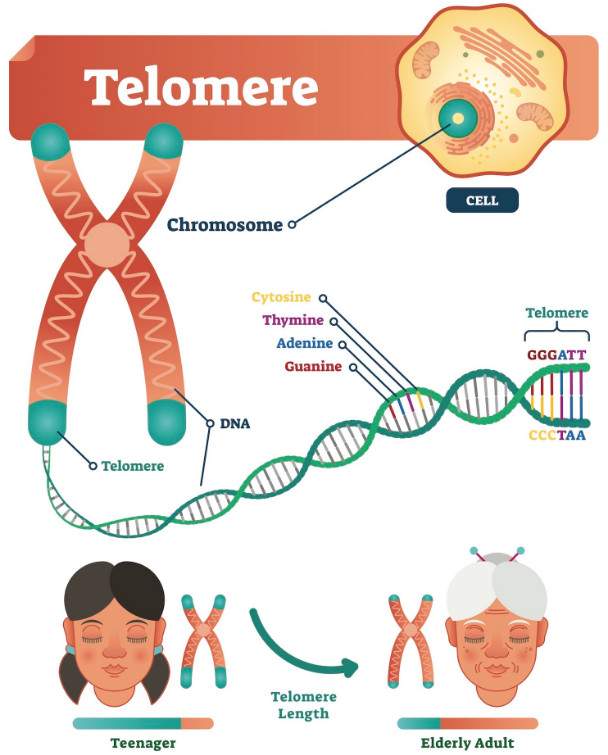 Telomere
CELL
Chromosome
Cytosine
Thymine
Adenine
Guanine
Telomere
GGGATT
CCCTAA
DNA
Telomere
Telomere
Length
Teenager
Elderly Adult